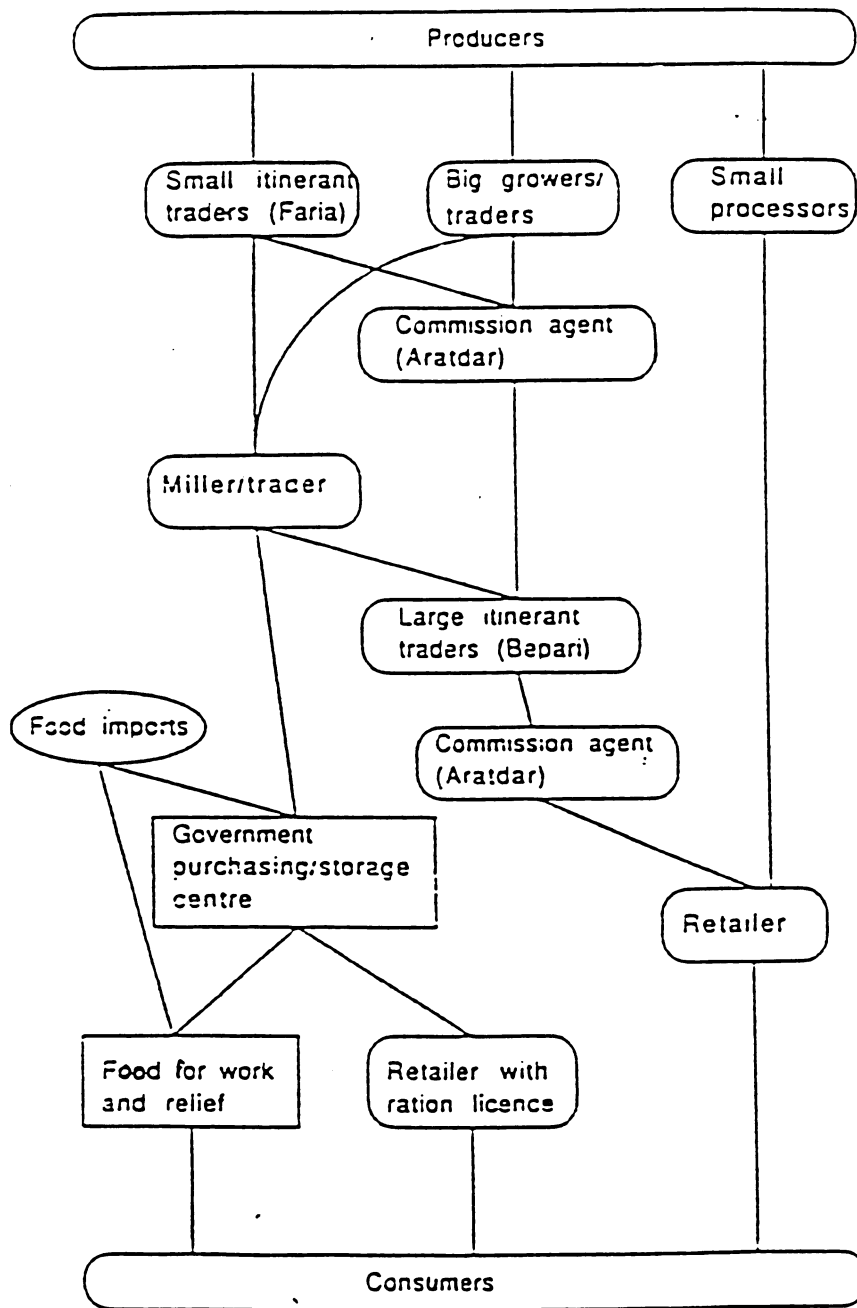 Producers
Small itinerant
traders (Faria)
Big growers/
traders
Small
processors
Commission agent
(Aratdar)
Miller/trader
Large itinerant
traders (Bepari)
Food imports
Commission agent
(Aratdar)
Government
purchasing/storage
centre
Retailer
Food for work
and relief
Retailer with
ration licence
Consumers